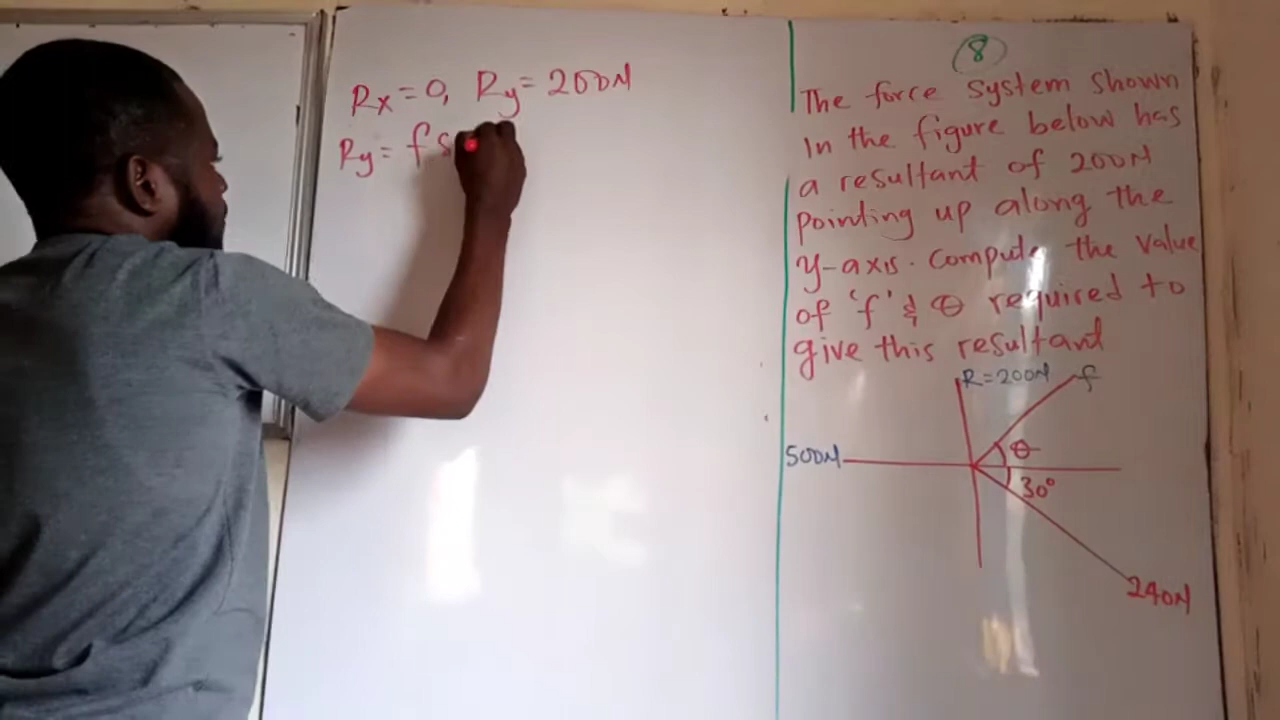 Rx = 0, Ry = 200N
Ry = f s
8
The force system shown
In the figure below has
a resultant of 200N
pointing up along the
y-axis. Compute the value
of 'f' & θ required to
give this resultant
R = 200N f
500N θ
30°
240N